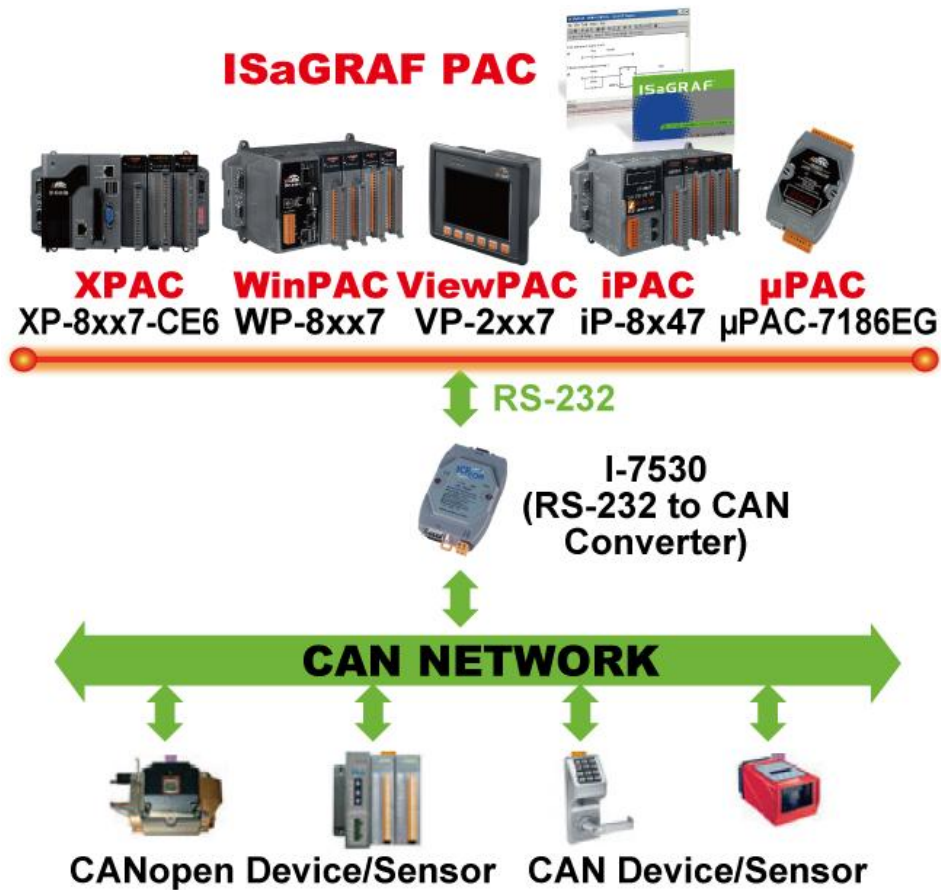 ISaGRAF PAC
ISaGRAF
XPAC WinPAC ViewPAC iPAC µPAC
XP-8xx7-CE6 WP-8xx7 VP-2xx7 iP-8x47 µPAC-7186EG
RS-232
I-7530
(RS-232 to CAN
Converter)
CAN NETWORK
CANopen Device/Sensor CAN Device/Sensor